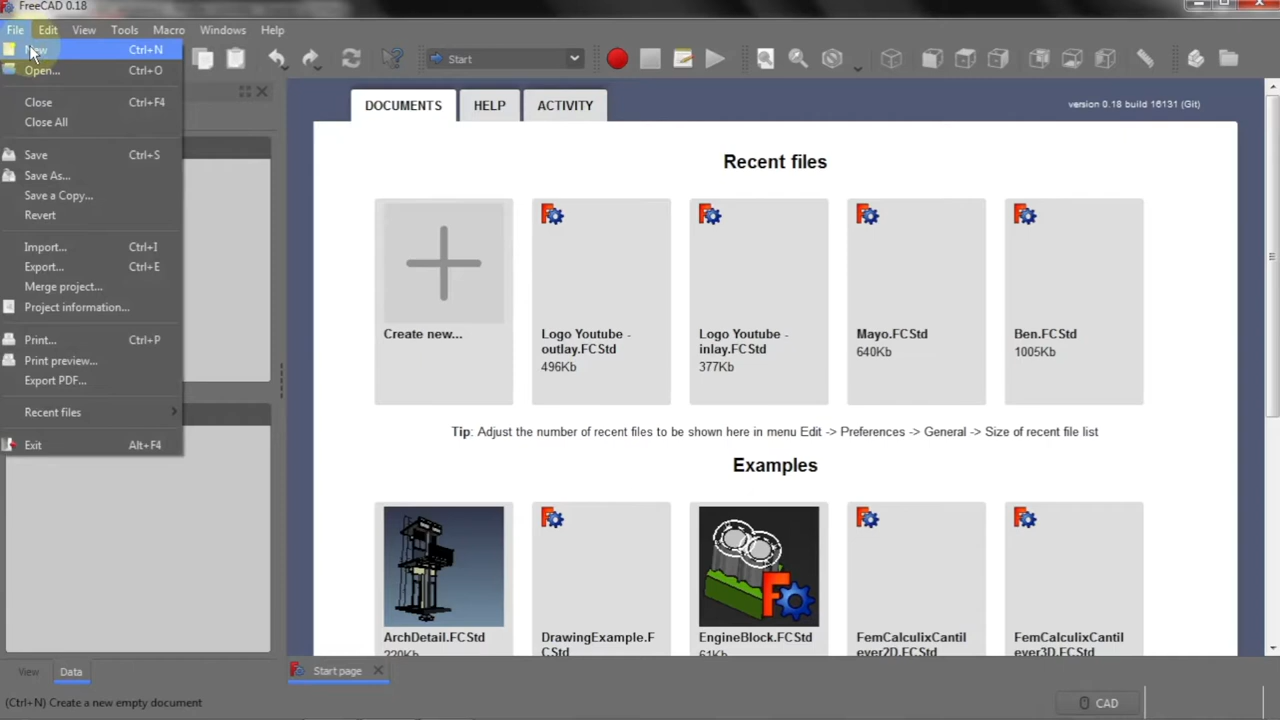 FreeCAD 0.18
File Edit View Tools Macro Windows Help
New Ctrl+N
Open... Ctrl+O
Close Ctrl+F4
Close All
Save Ctrl+S
Save As...
Save a Copy...
Revert
Import... Ctrl+I
Export... Ctrl+E
Merge project...
Project information...
Print... Ctrl+P
Print preview...
Export PDF...
Recent files
Exit Alt+F4
Start
DOCUMENTS HELP ACTIVITY
version 0.18 build 16131 (Git)
Recent files
Create new...
Logo Youtube -
outlay.FCStd
496Kb
Logo Youtube -
inlay.FCStd
377Kb
Mayo.FCStd
640Kb
Ben.FCStd
1005Kb
Tip: Adjust the number of recent files to be shown here in menu Edit -> Preferences -> General -> Size of recent file list
Examples
ArchDetail.FCStd
220Kb
DrawingExample.F
CStd
EngineBlock.FCStd
61Kb
FemCalculixCantil
ever2D.FCStd
FemCalculixCantil
ever3D.FCStd
View Data
Start page
(Ctrl+N) Create a new empty document
CAD